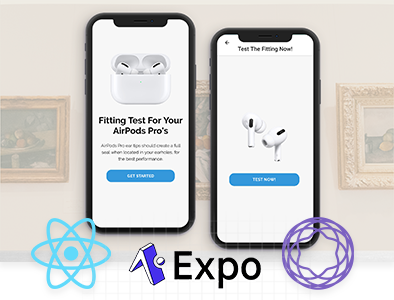 Fitting Test For Your
AirPods Pro's
AirPods Pro ear tips should create a full
seal when located in your earholes, for
the best performance.
GET STARTED
Test The Fitting Now!
TEST NOW!
Expo